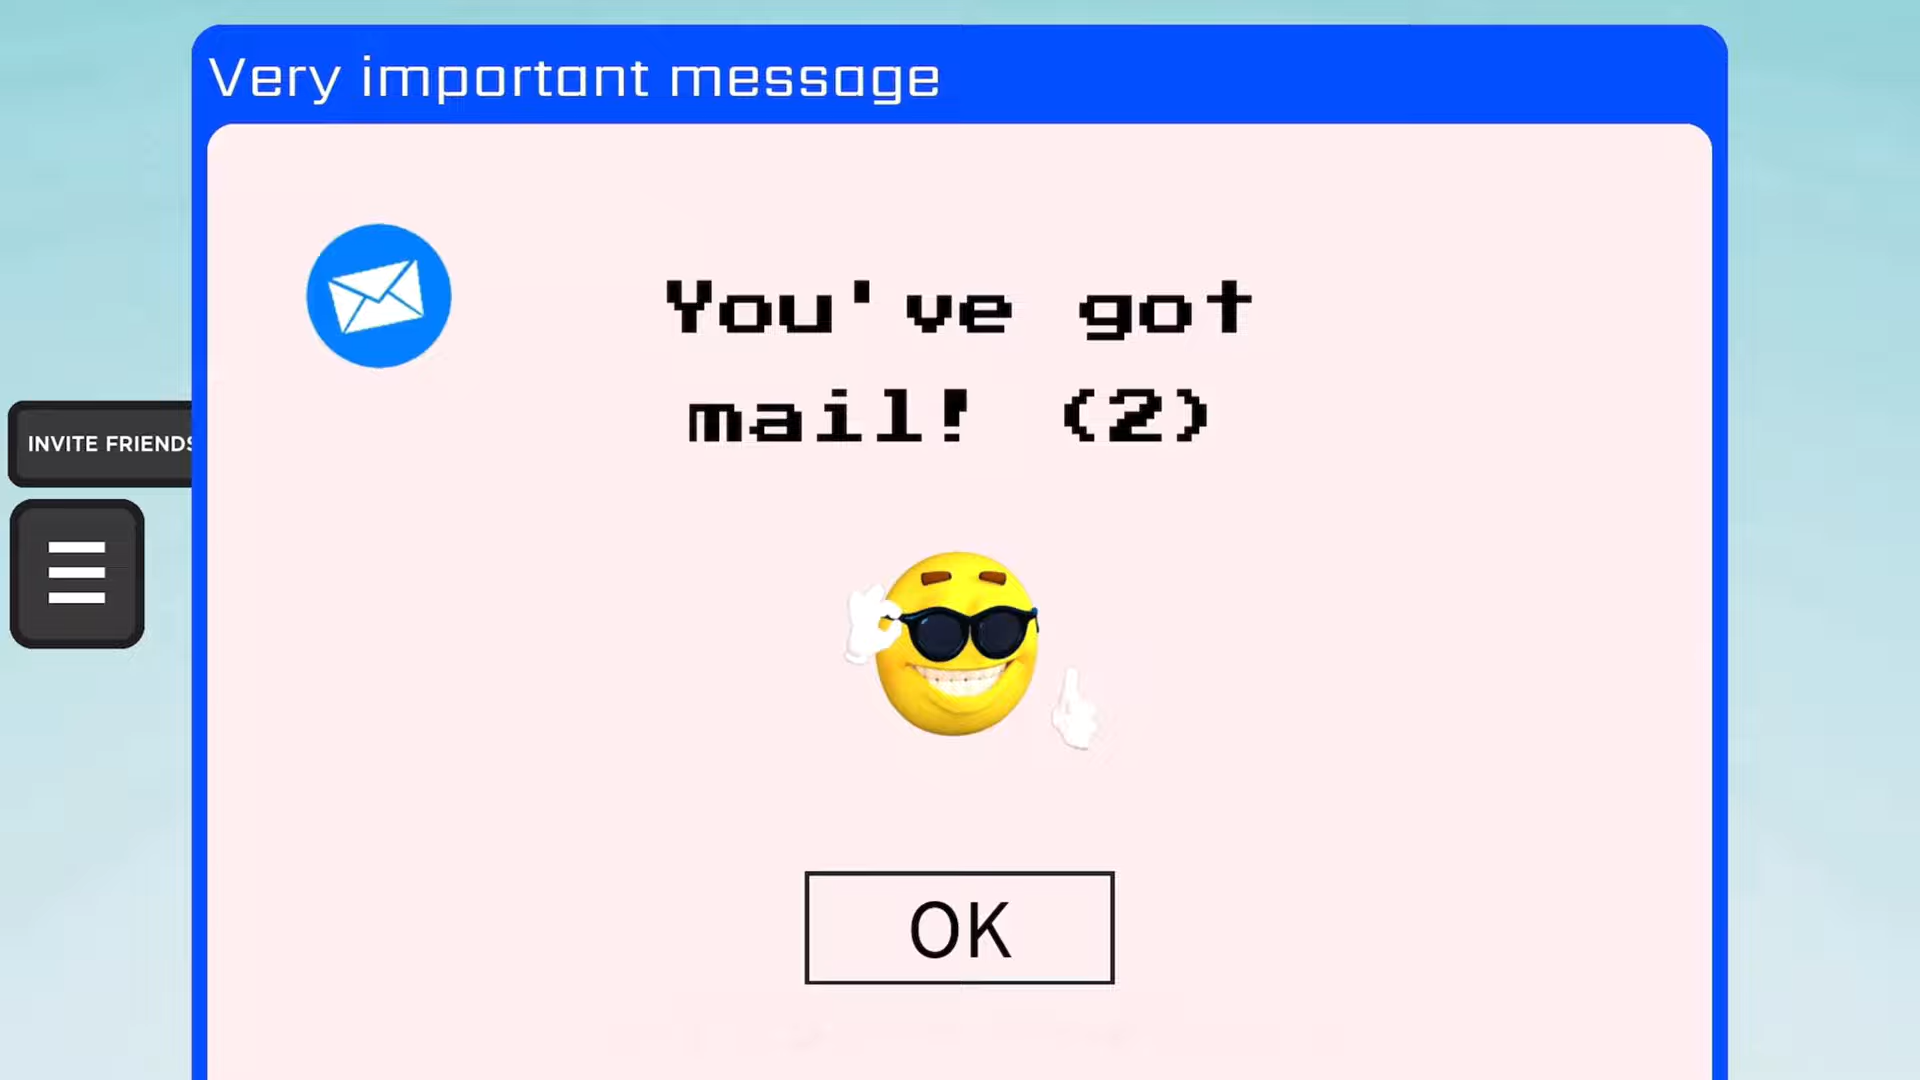 Very important message
You've got
mail! (2)
INVITE FRIENDS
OK